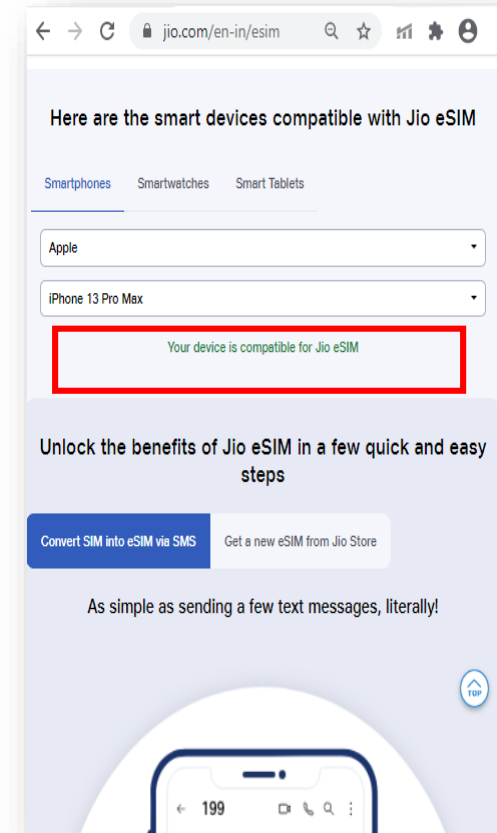 jio.com/en-in/esim
Here are the smart devices compatible with Jio eSIM
Smartphones Smartwatches Smart Tablets
Apple
iPhone 13 Pro Max
Your device is compatible for Jio eSIM
Unlock the benefits of Jio eSIM in a few quick and easy
steps
Convert SIM into eSIM via SMS Get a new eSIM from Jio Store
As simple as sending a few text messages, literally!
TOP
199